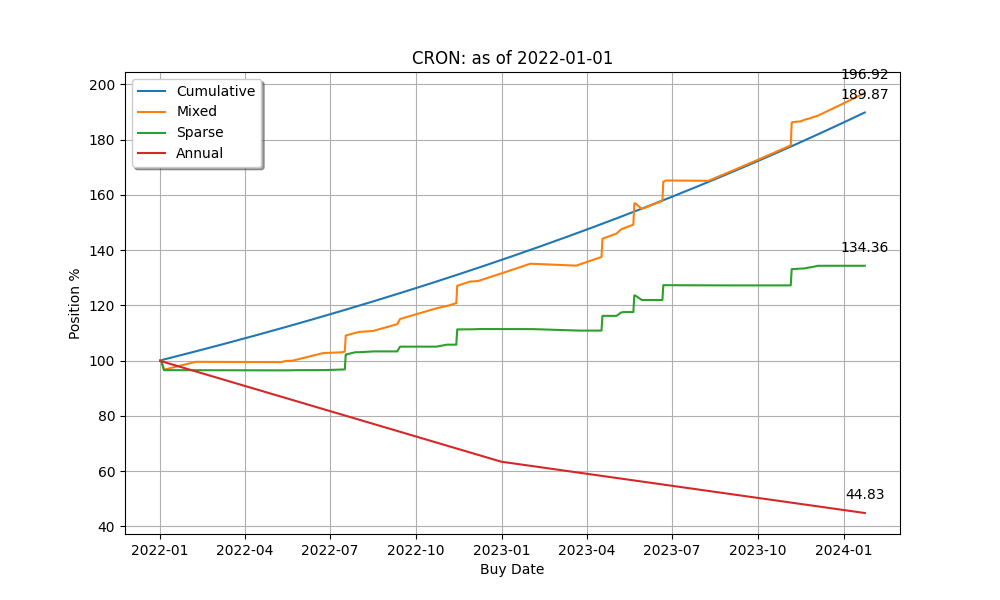 CRON: as of 2022-01-01
196.92
189.87
134.36
44.83
Cumulative
Mixed
Sparse
Annual
Position %
200
180
160
140
120
100
80
60
40
2022-01 2022-04 2022-07 2022-10 2023-01 2023-04 2023-07 2023-10 2024-01
Buy Date